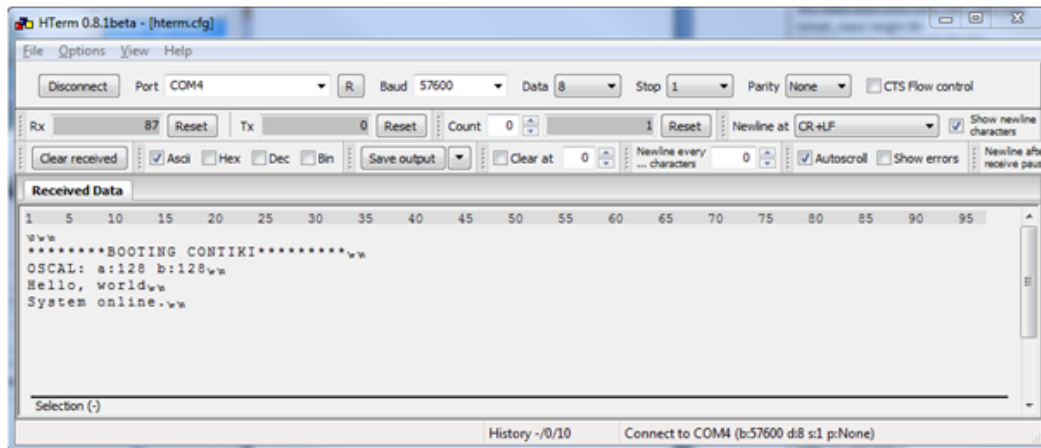 HTerm 0.8.1beta - [hterm.cfg]
File Options View Help
Disconnect Port COM4 R Baud 57600 Data 8 Stop 1 Parity None CTS Flow control
Rx 87 Reset Tx 0 Reset Count 0 1 Reset Newline at CR+LF Show newline characters
Clear received Ascii Hex Dec Bin Save output Clear at 0 Newline every ... characters 0 Autoscroll Show errors Newline afte receive paus
Received Data
1 5 10 15 20 25 30 35 40 45 50 55 60 65 70 75 80 85 90 95
\0\r\n
********BOOTING CONTIKI*********\r\n
OSCAL: a:128 b:128\r\n
Hello, world\r\n
System online.\r\n
Selection (-)
History -/0/10 Connect to COM4 (b:57600 d:8 s:1 p:None)